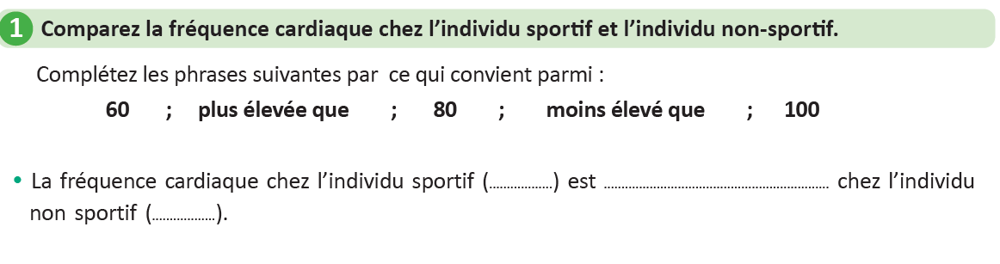 1 Comparez la fréquence cardiaque chez l'individu sportif et l'individu non-sportif.
Complétez les phrases suivantes par ce qui convient parmi :
60 ; plus élevée que ; 80 ; moins élevé que ; 100
• La fréquence cardiaque chez l'individu sportif (..................) est ................................................................ chez l'individu
non sportif (..................).